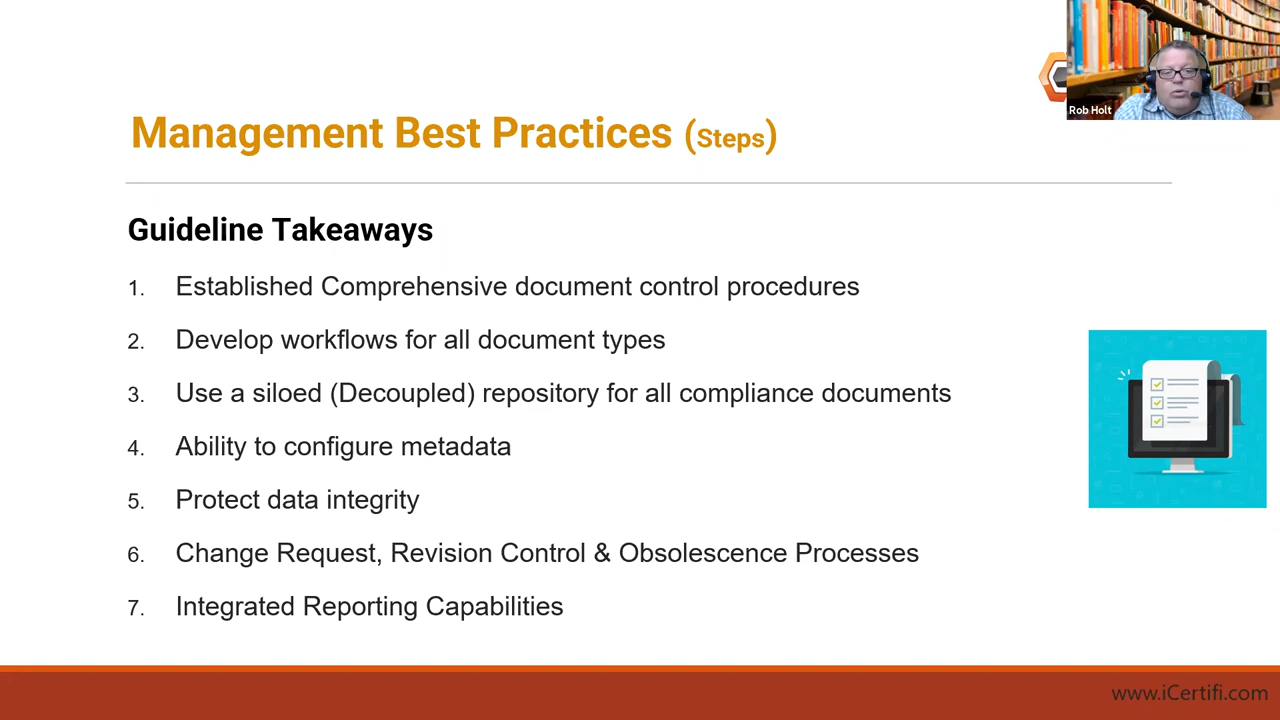 Rob Holt
Management Best Practices (Steps)
Guideline Takeaways
1. Established Comprehensive document control procedures
2. Develop workflows for all document types
3. Use a siloed (Decoupled) repository for all compliance documents
4. Ability to configure metadata
5. Protect data integrity
6. Change Request, Revision Control & Obsolescence Processes
7. Integrated Reporting Capabilities
www.iCertifi.com